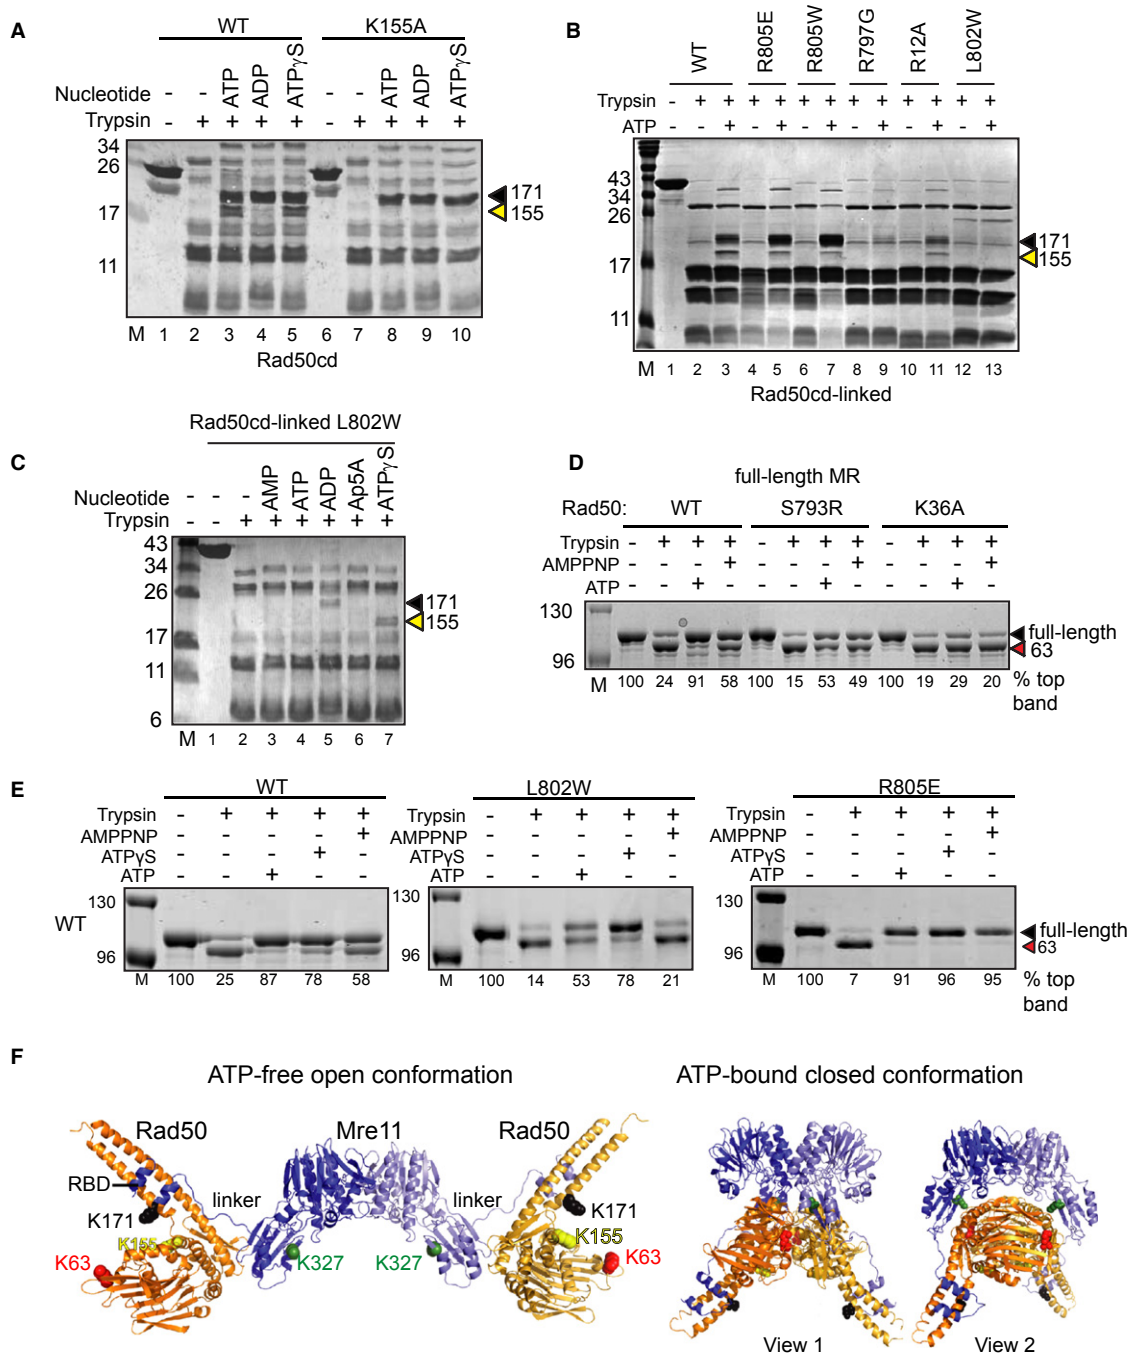 A
WT K155A
Nucleotide - - ATP ADP ATPγS - - ATP ADP ATPγS
Trypsin - + + + + - + + + +
34
26
17
11
171
155
M 1 2 3 4 5 6 7 8 9 10
Rad50cd
B
WT R805E R805W R797G R12A L802W
Trypsin - + + + + + + + + + + + +
ATP - - + - + - + - + - + - +
43
34
26
17
11
171
155
M 1 2 3 4 5 6 7 8 9 10 11 12 13
Rad50cd-linked
C
Rad50cd-linked L802W
Nucleotide - - - AMP ATP ADP Ap5A ATPγS
Trypsin - - + + + + + +
43
34
26
17
11
6
171
155
M 1 2 3 4 5 6 7
D
full-length MR
Rad50: WT S793R K36A
Trypsin - + + + - + + + - + + +
AMPPNP - - - + - - - + - - - +
ATP - - + - - - + - - - + -
130
96
full-length
63
M 100 24 91 58 100 15 53 49 100 19 29 20 % top
band
E
WT L802W R805E
Trypsin - + + + + - + + + + - + + + +
AMPPNP - - - - + - - - - + - - - - +
ATPγS - - - + - - - - + - - - - + -
ATP - - + - - - - + - - - - + - -
WT
130
96
130
96
130
96
full-length
63
M 100 25 87 78 58 M 100 14 53 78 21 M 100 7 91 96 95 % top
band
F
ATP-free open conformation ATP-bound closed conformation
Rad50 Mre11 Rad50
RBD linker linker
K171 K171
K155 K155
K63 K327 K327 K63
View 1 View 2